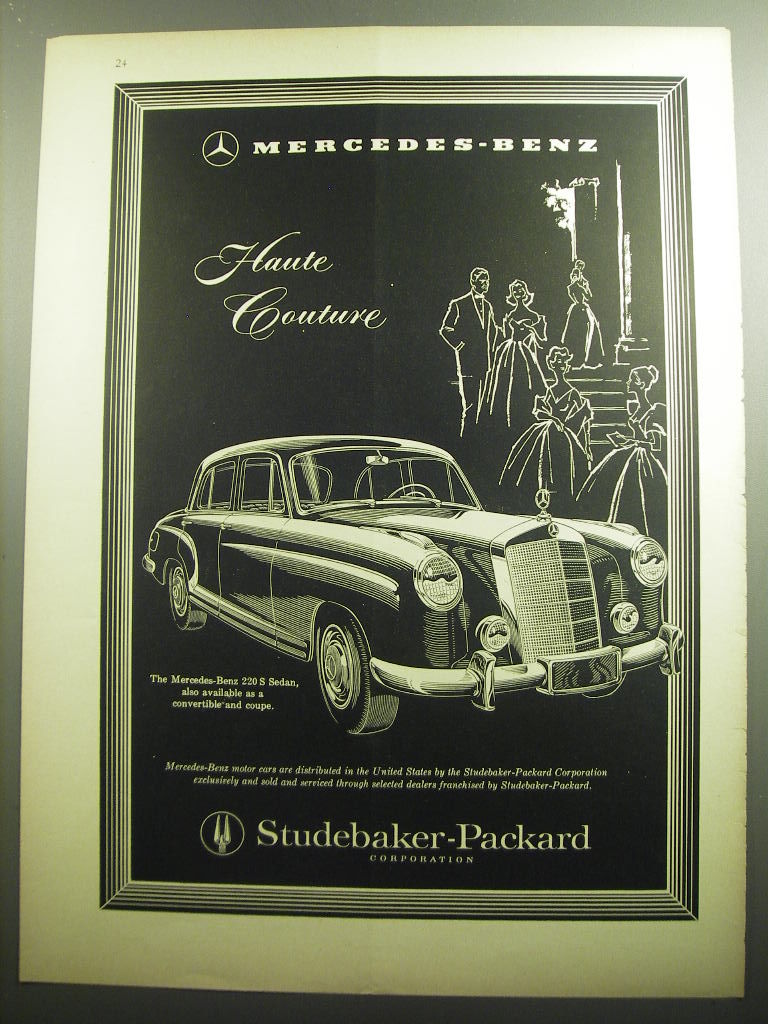 24
MERCEDES-BENZ
Haute
Couture
The Mercedes-Benz 220 S Sedan,
also available as a
convertible and coupe.
Mercedes-Benz motor cars are distributed in the United States by the Studebaker-Packard Corporation
exclusively and sold and serviced through selected dealers franchised by Studebaker-Packard.
Studebaker-Packard
CORPORATION